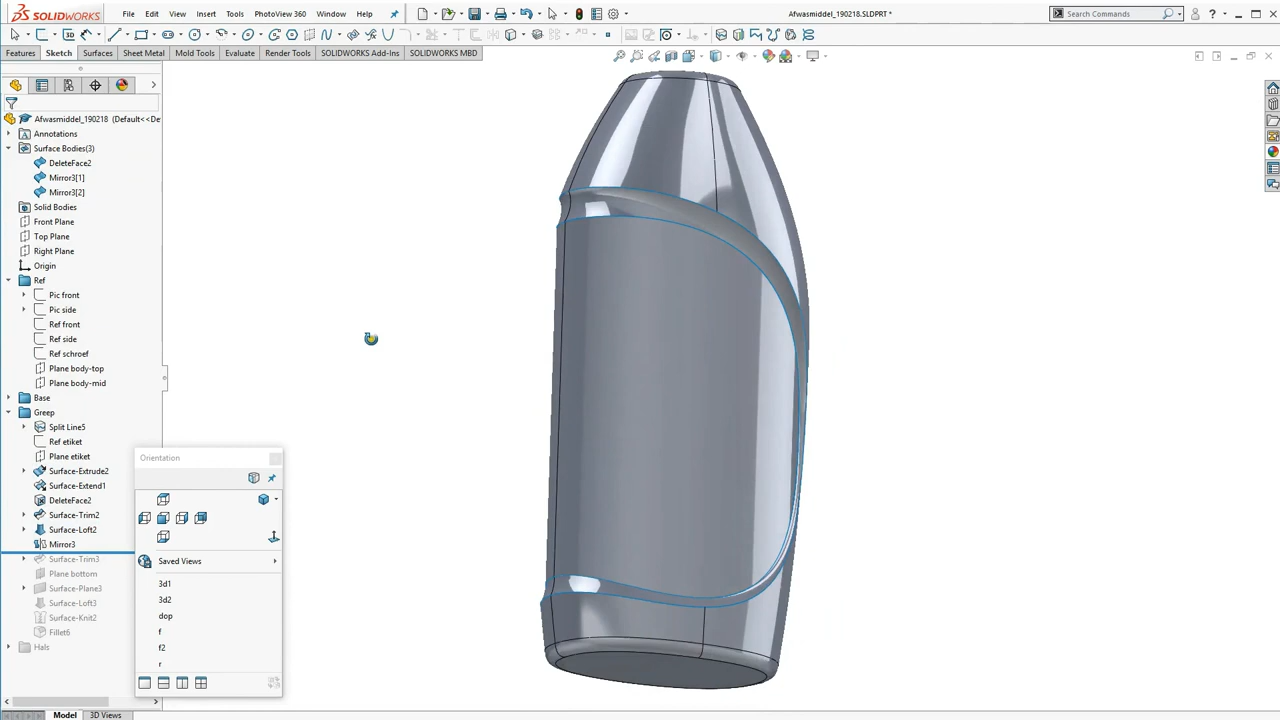 SOLIDWORKS File Edit View Insert Tools PhotoView 360 Window Help Afwasmiddel_190218.SLDPRT * Search Commands ?
3D
Features Sketch Surfaces Sheet Metal Mold Tools Evaluate Render Tools SOLIDWORKS Add-Ins SOLIDWORKS MBD
Afwasmiddel_190218 (Default<<De
Annotations
Surface Bodies(3)
DeleteFace2
Mirror3[1]
Mirror3[2]
Solid Bodies
Front Plane
Top Plane
Right Plane
Origin
Ref
Pic front
Pic side
Ref front
Ref side
Ref schroef
Plane body-top
Plane body-mid
Base
Greep
Split Line5
Ref etiket
Plane etiket
Surface-Extrude2
Surface-Extend1
DeleteFace2
Surface-Trim2
Surface-Loft2
Mirror3
Surface-Trim3
Plane bottom
Surface-Plane3
Surface-Loft3
Surface-Knit2
Fillet6
Hals
Orientation
Saved Views
3d1
3d2
dop
f
f2
r
Model 3D Views